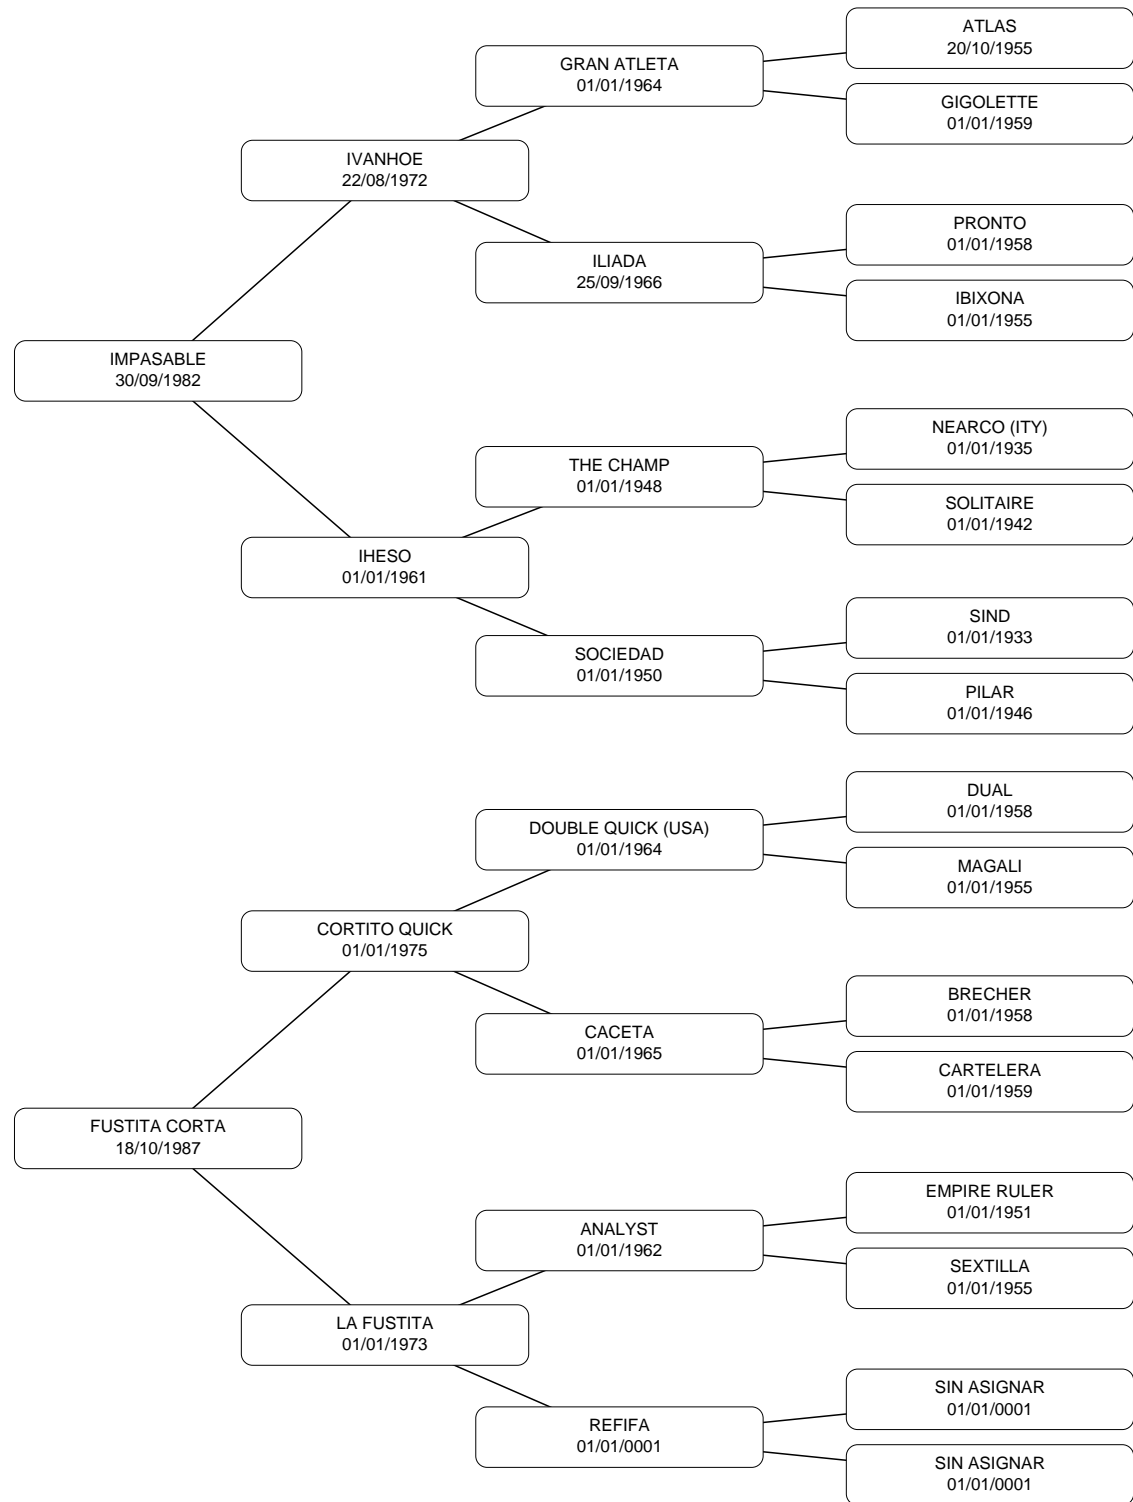 ATLAS
20/10/1955
GRAN ATLETA
01/01/1964
GIGOLETTE
01/01/1959
IVANHOE
22/08/1972
PRONTO
01/01/1958
ILIADA
25/09/1966
IBIXONA
01/01/1955
IMPASABLE
30/09/1982
NEARCO (ITY)
01/01/1935
THE CHAMP
01/01/1948
SOLITAIRE
01/01/1942
IHESO
01/01/1961
SIND
01/01/1933
SOCIEDAD
01/01/1950
PILAR
01/01/1946
DUAL
01/01/1958
DOUBLE QUICK (USA)
01/01/1964
MAGALI
01/01/1955
CORTITO QUICK
01/01/1975
BRECHER
01/01/1958
CACETA
01/01/1965
CARTELERA
01/01/1959
FUSTITA CORTA
18/10/1987
EMPIRE RULER
01/01/1951
ANALYST
01/01/1962
SEXTILLA
01/01/1955
LA FUSTITA
01/01/1973
SIN ASIGNAR
01/01/0001
REFIFA
01/01/0001
SIN ASIGNAR
01/01/0001